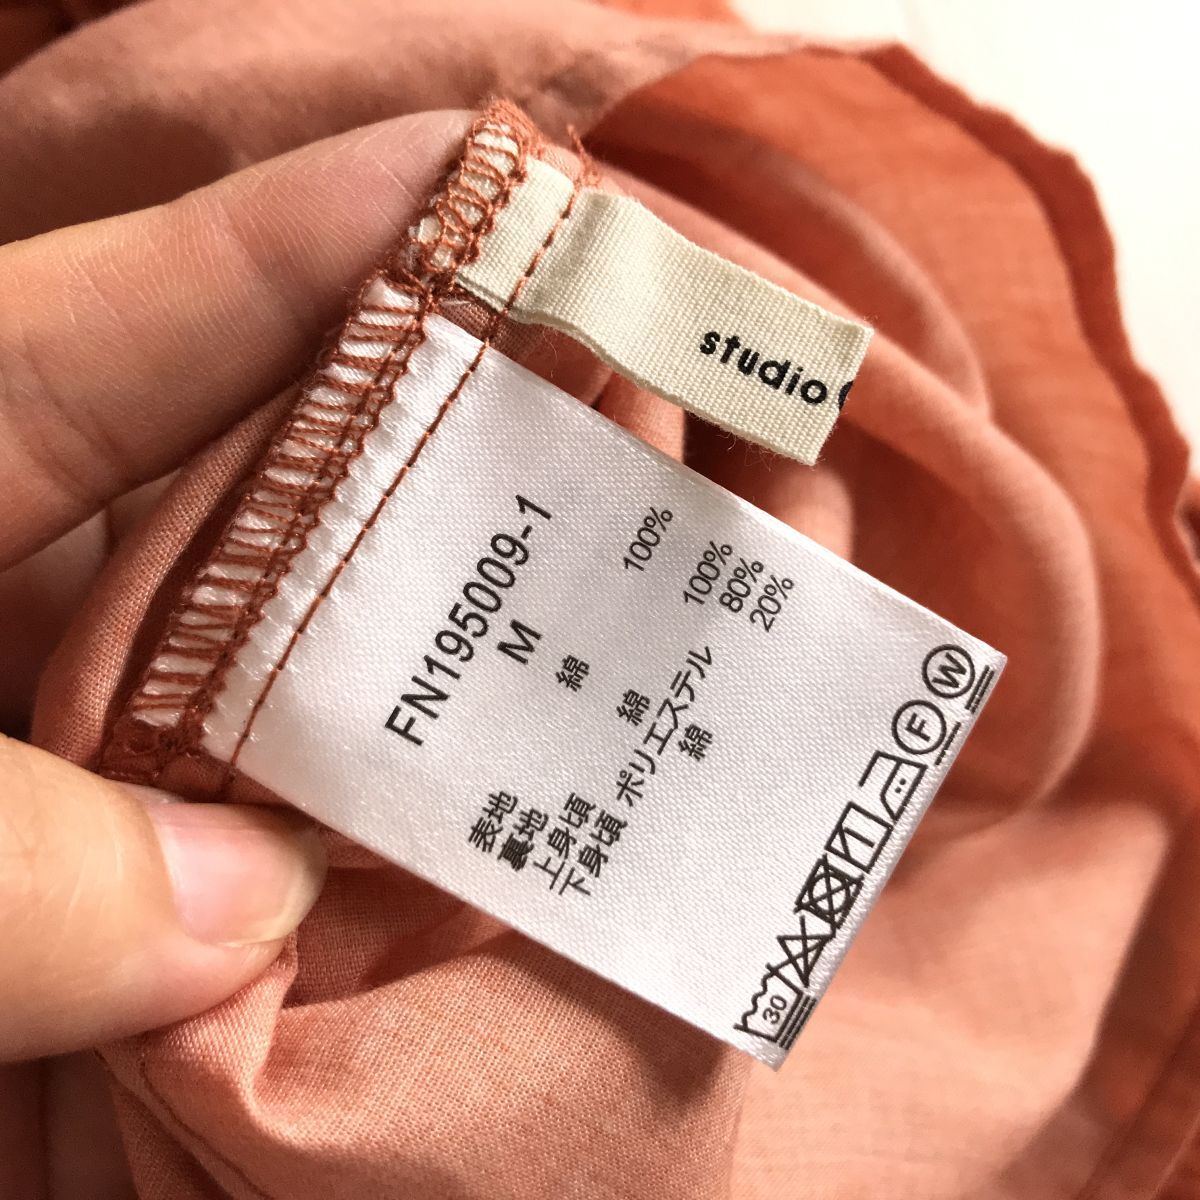 studio
FN195009-1
M
表地 綿 100%
裏地
上身頃 綿 100%
下身頃 ポリエステル 80%
綿 20%
30
F
W